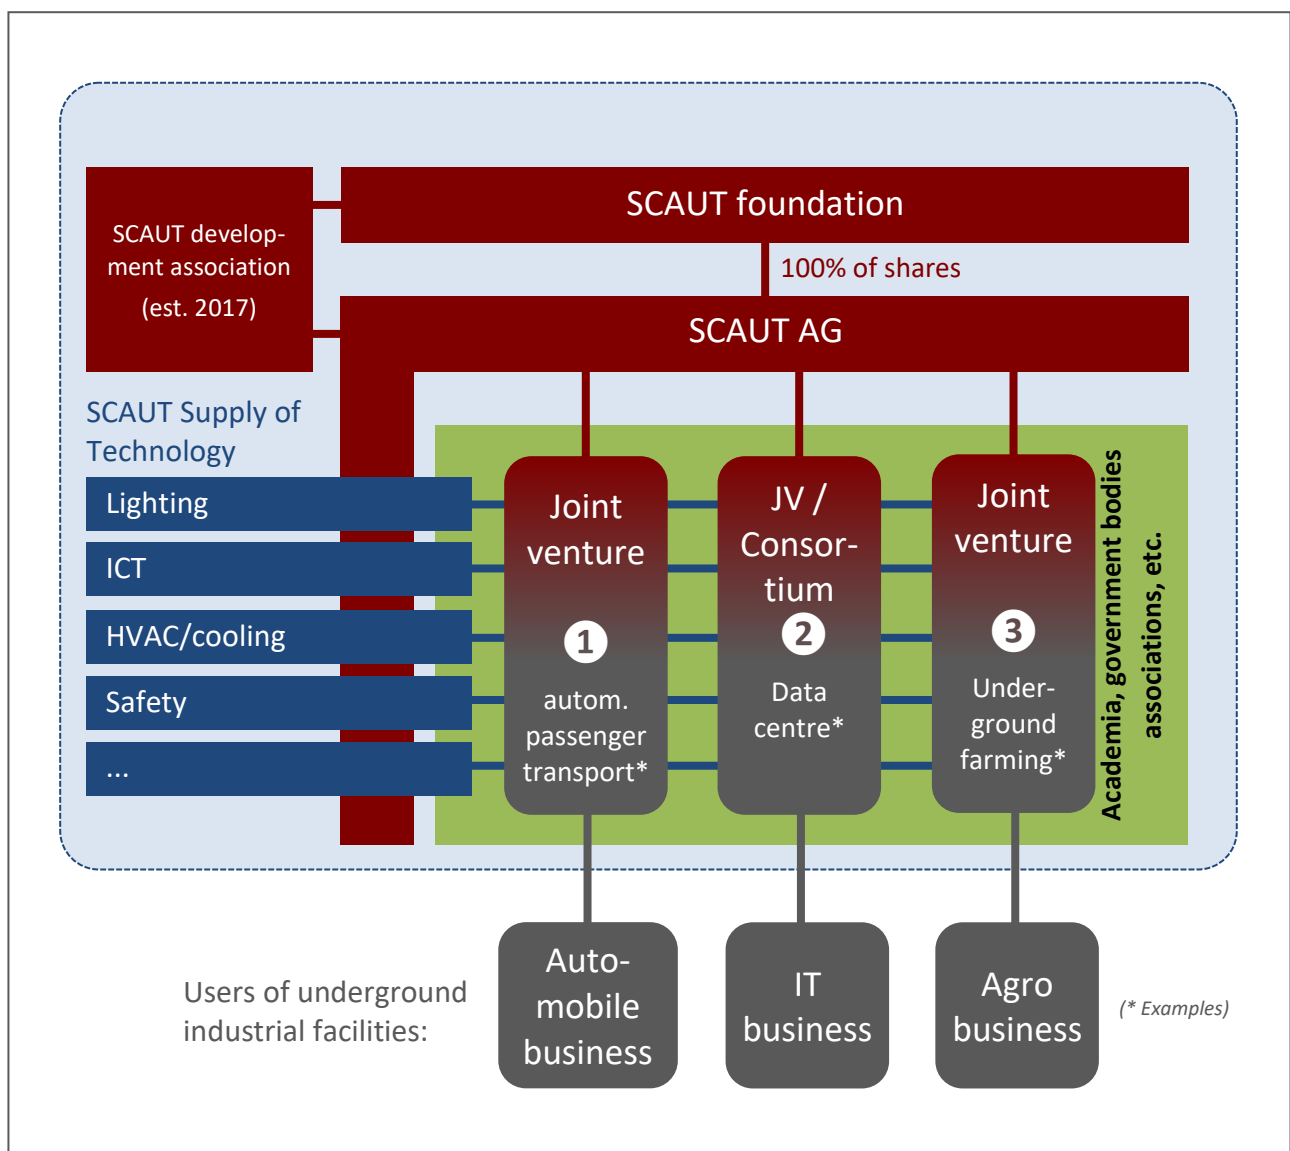 SCAUT foundation
SCAUT develop-
ment association
(est. 2017)
100% of shares
SCAUT AG
SCAUT Supply of
Technology
Lighting
ICT
HVAC/cooling
Safety
...
Joint
venture
1
autom.
passenger
transport*
JV /
Consor-
tium
2
Data
centre*
Joint
venture
3
Under-
ground
farming*
Academia, government bodies
associations, etc.
Users of underground
industrial facilities:
Auto-
mobile
business
IT
business
Agro
business
(* Examples)